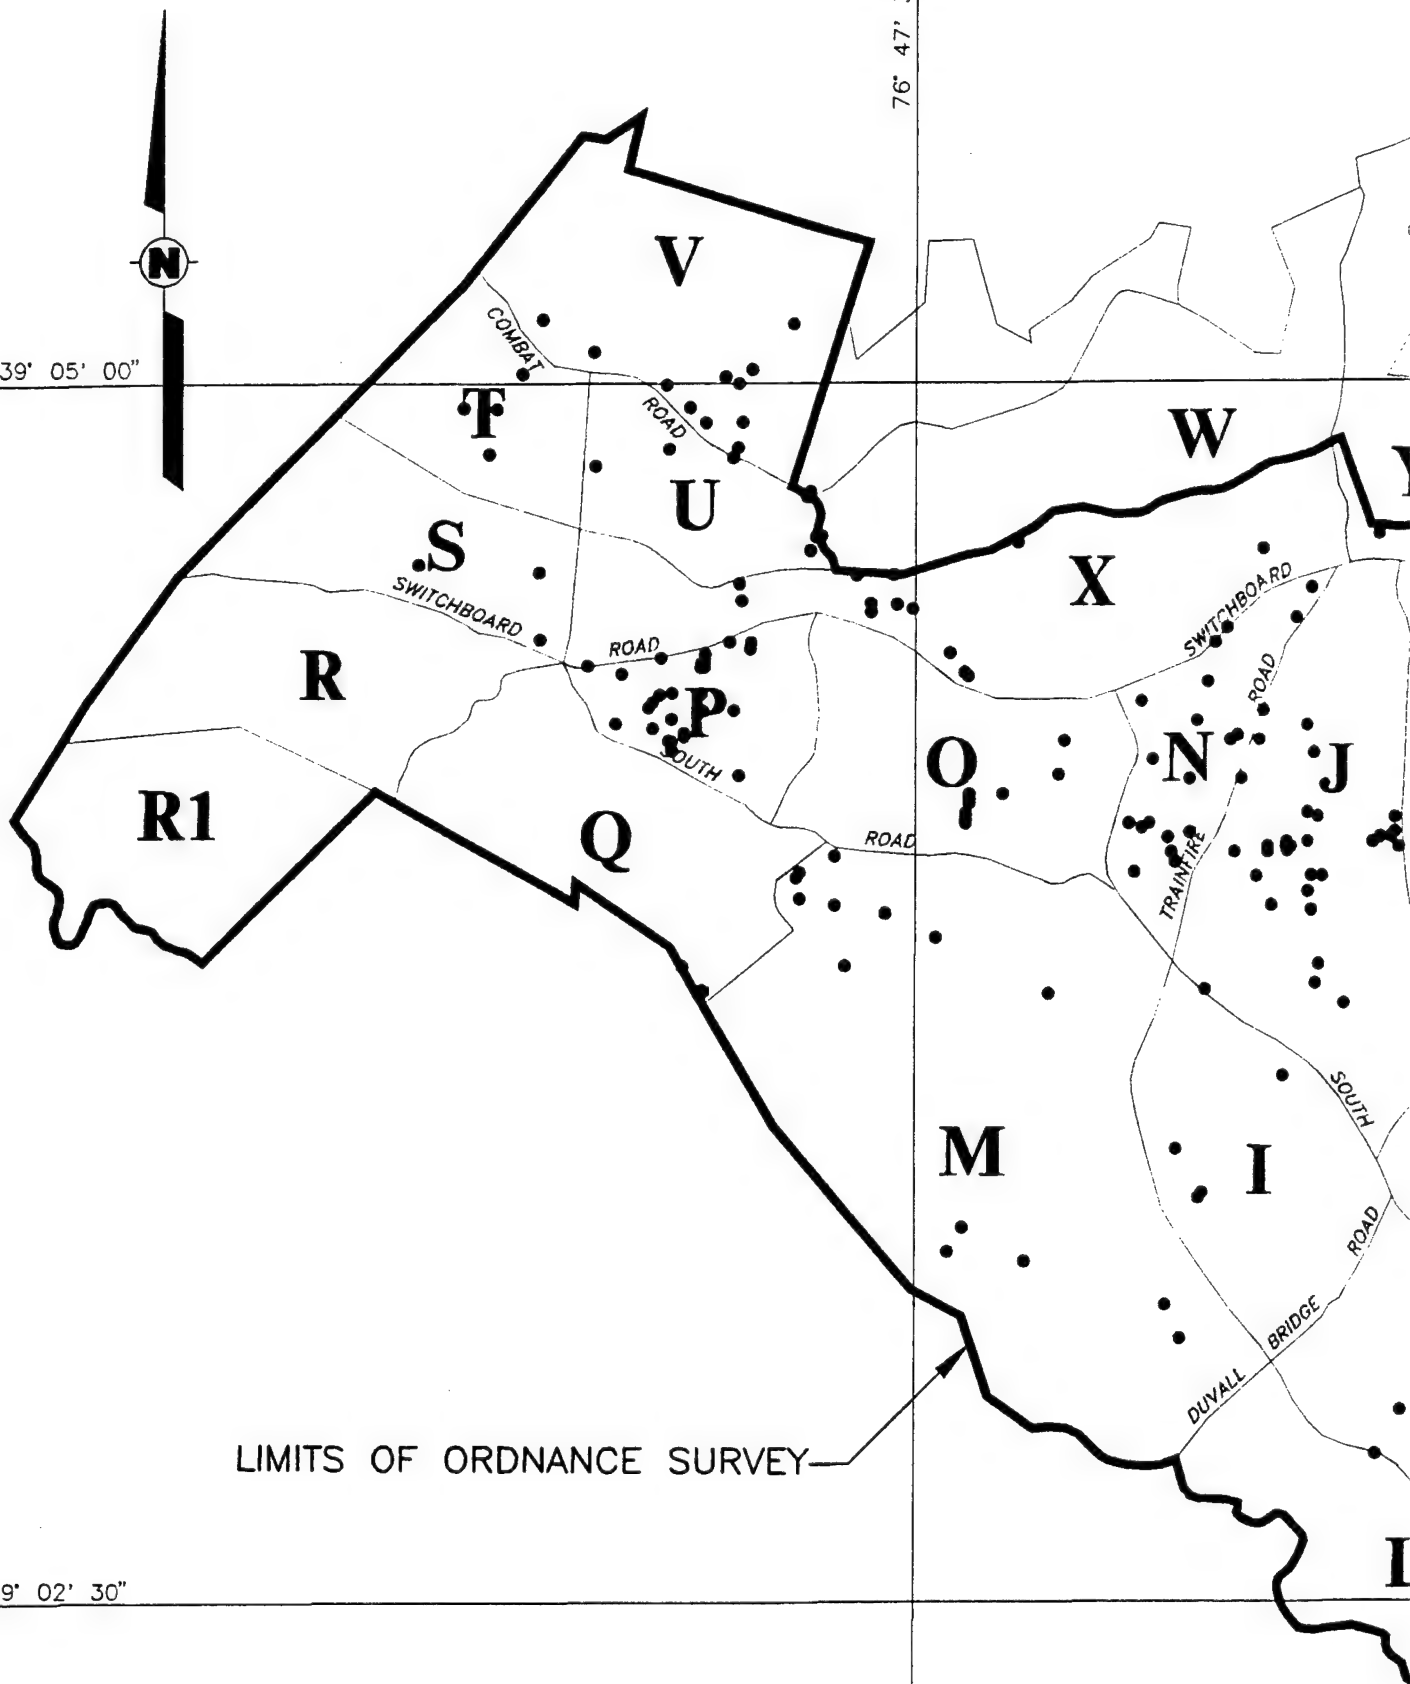 76° 47'
N
V
COMBAT
39° 05' 00"
T
ROAD
W
U
S
X
SWITCHBOARD
SWITCHBOARD
ROAD
R
ROAD
P
SOUTH
O
N
J
R1
Q
ROAD
TRAINFIRE
SOUTH
M
I
ROAD
BRIDGE
DUVALL
LIMITS OF ORDNANCE SURVEY
9° 02' 30"